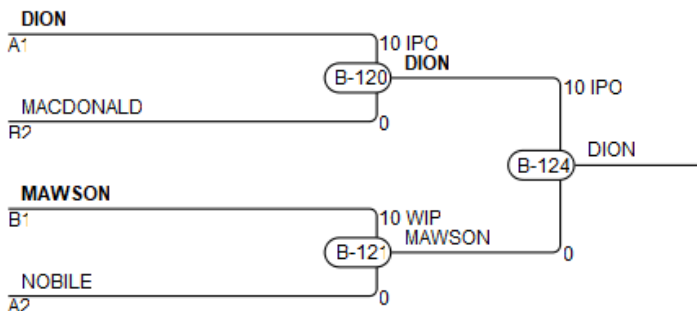 DION
A1
10 IPO
B-120
DION
10 IPO
MACDONALD
B2
0
B-124
DION
MAWSON
B1
10 WIP
B-121
MAWSON
0
NOBILE
A2
0